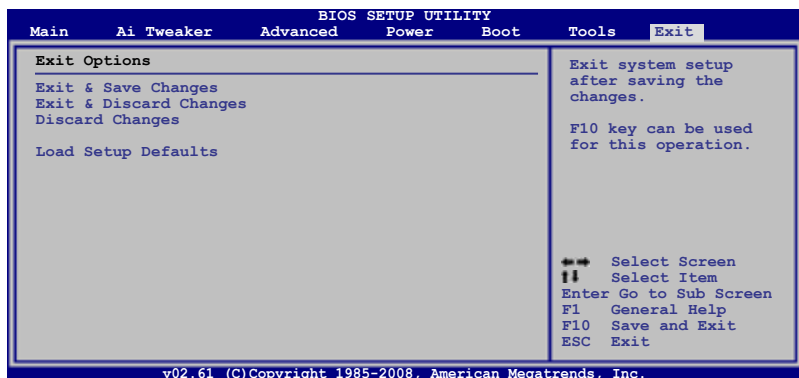 BIOS SETUP UTILITY
Main Ai Tweaker Advanced Power Boot Tools Exit
Exit Options
Exit & Save Changes
Exit & Discard Changes
Discard Changes
Load Setup Defaults
Exit system setup
after saving the
changes.
F10 key can be used
for this operation.
Select Screen
Select Item
Enter Go to Sub Screen
F1 General Help
F10 Save and Exit
ESC Exit
v02.61 (C)Copyright 1985-2008, American Megatrends, Inc.